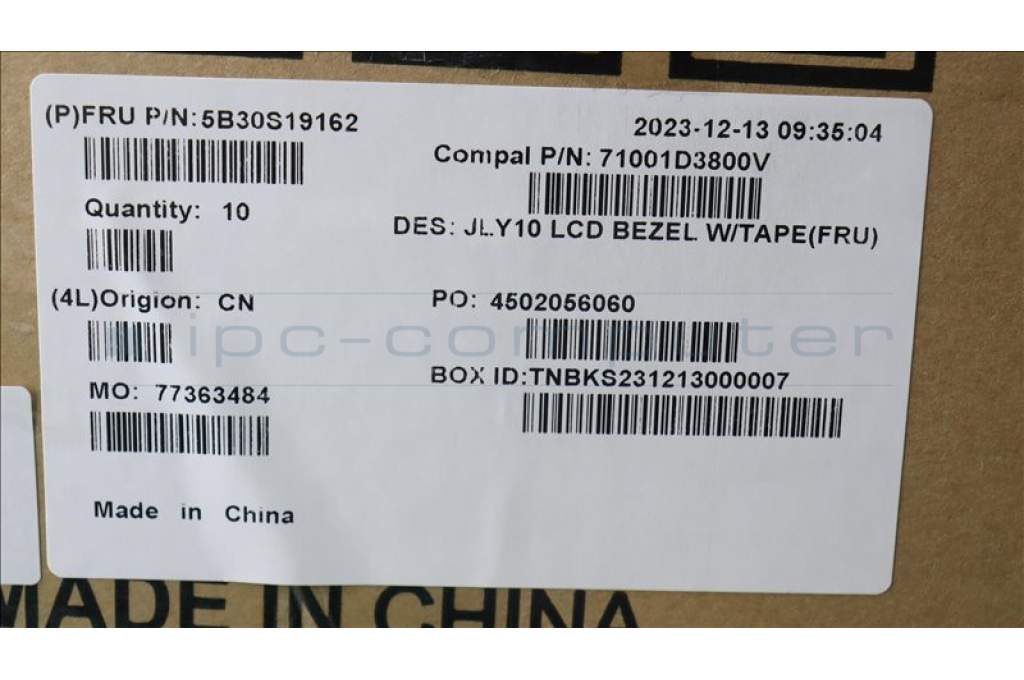 (P)FRU P/N:5B30S19162
2023-12-13 09:35:04
Compal P/N: 71001D3800V
Quantity: 10
DES: JLY10 LCD BEZEL W/TAPE(FRU)
(4L)Origion: CN
PO: 4502056060
ipc-computer
BOX ID:TNBKS231213000007
MO: 77363484
Made in China
MADE IN CHINA